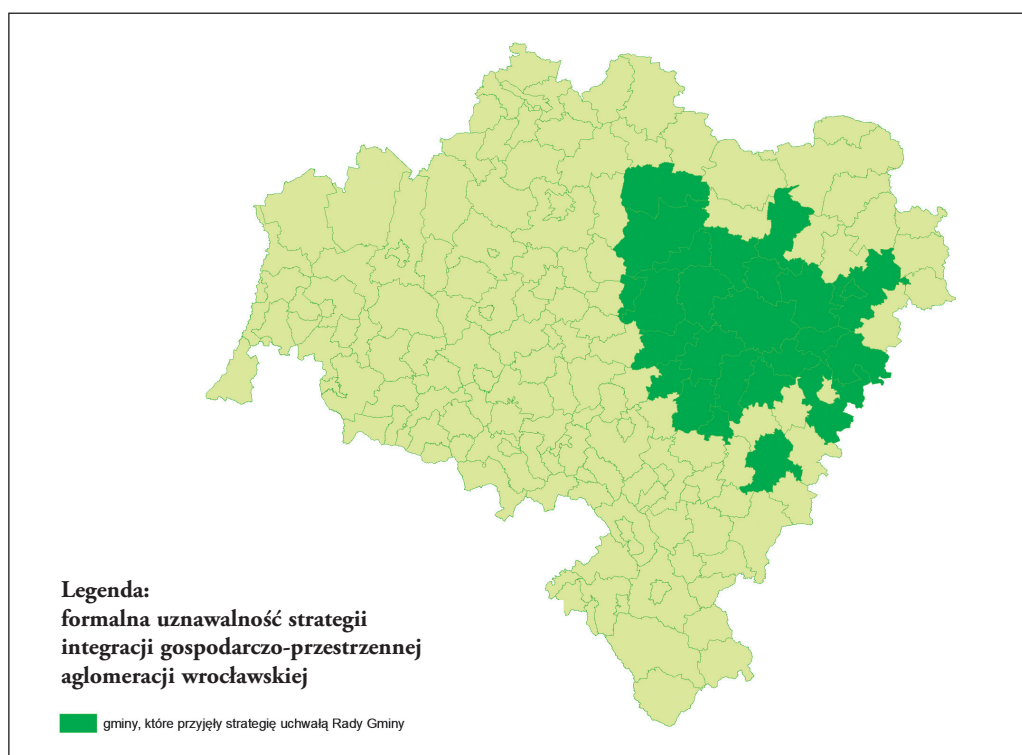 Legenda:
formalna uznawalność strategii
integracji gospodarczo-przestrzennej
aglomeracji wrocławskiej
gminy, które przyjęły strategię uchwałą Rady Gminy